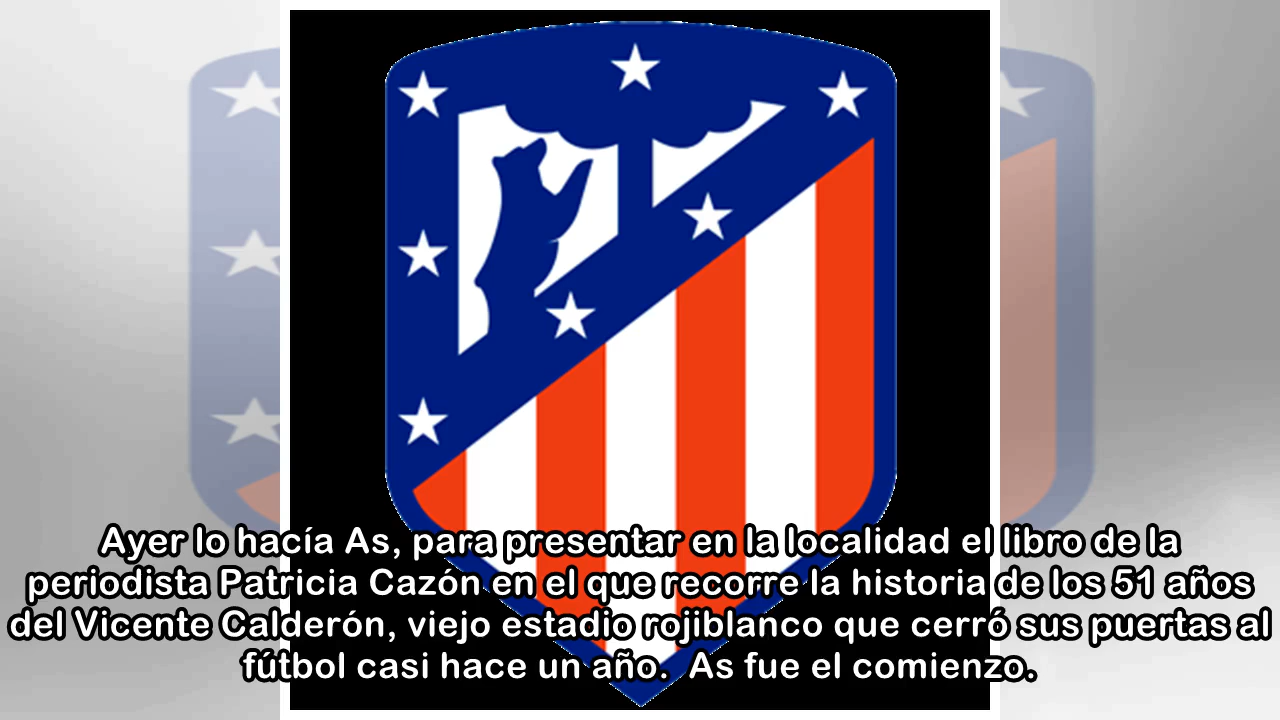 Ayer lo hacía As, para presentar en la localidad el libro de la
periodista Patricia Cazón en el que recorre la historia de los 51 años
del Vicente Calderón, viejo estadio rojiblanco que cerró sus puertas al
fútbol casi hace un año.  As fue el comienzo.